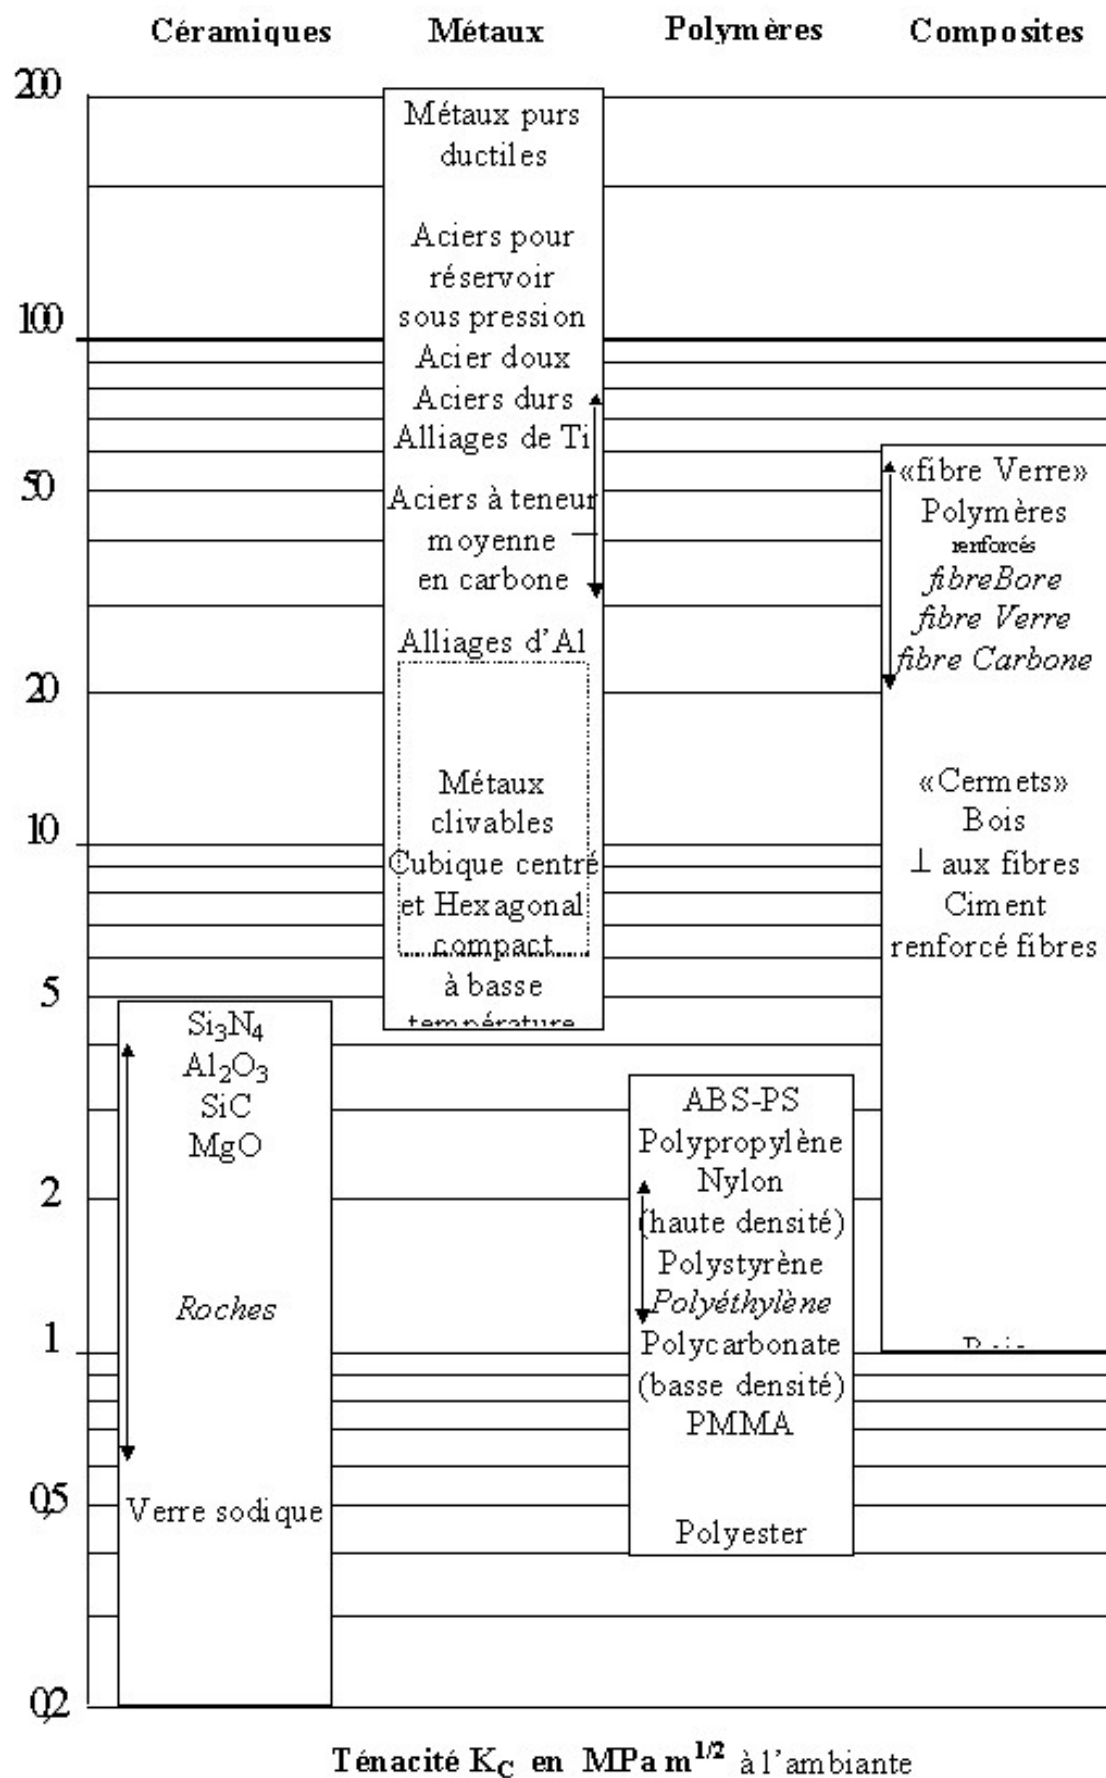 Céramiques Métaux Polymères Composites
200
100
50
20
10
5
2
1
0,5
0,2
Si3N4
Al2O3
SiC
MgO
Roches
Verre sodique
Métaux purs
ductiles
Aciers pour
réservoir
sous pression
Acier doux
Aciers durs
Alliages de Ti
Aciers à teneur
moyenne
en carbone
Alliages d'Al
Métaux
clivables
Cubique centré
et Hexagonal
compact
à basse
température
ABS-PS
Polypropylène
Nylon
(haute densité)
Polystyrène
Polyéthylène
Polycarbonate
(basse densité)
PMMA
Polyester
«fibre Verre»
Polymères
renforcés
fibreBore
fibre Verre
fibre Carbone
«Cermets»
Bois
⊥ aux fibres
Ciment
renforcé fibres
Ténacité KC en MPa m1/2 à l'ambiante